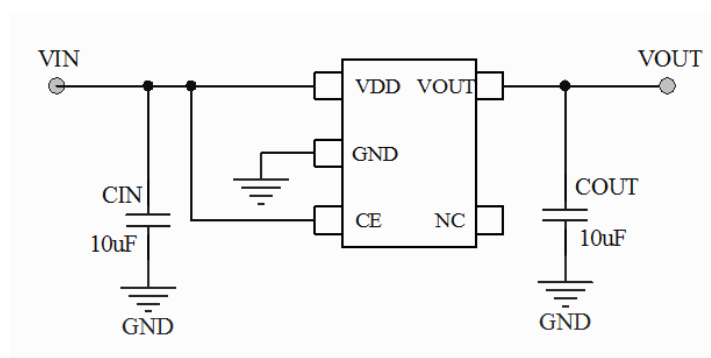 VIN
VOUT
VDD VOUT
GND
CIN
COUT
CE NC
10uF
10uF
GND
GND